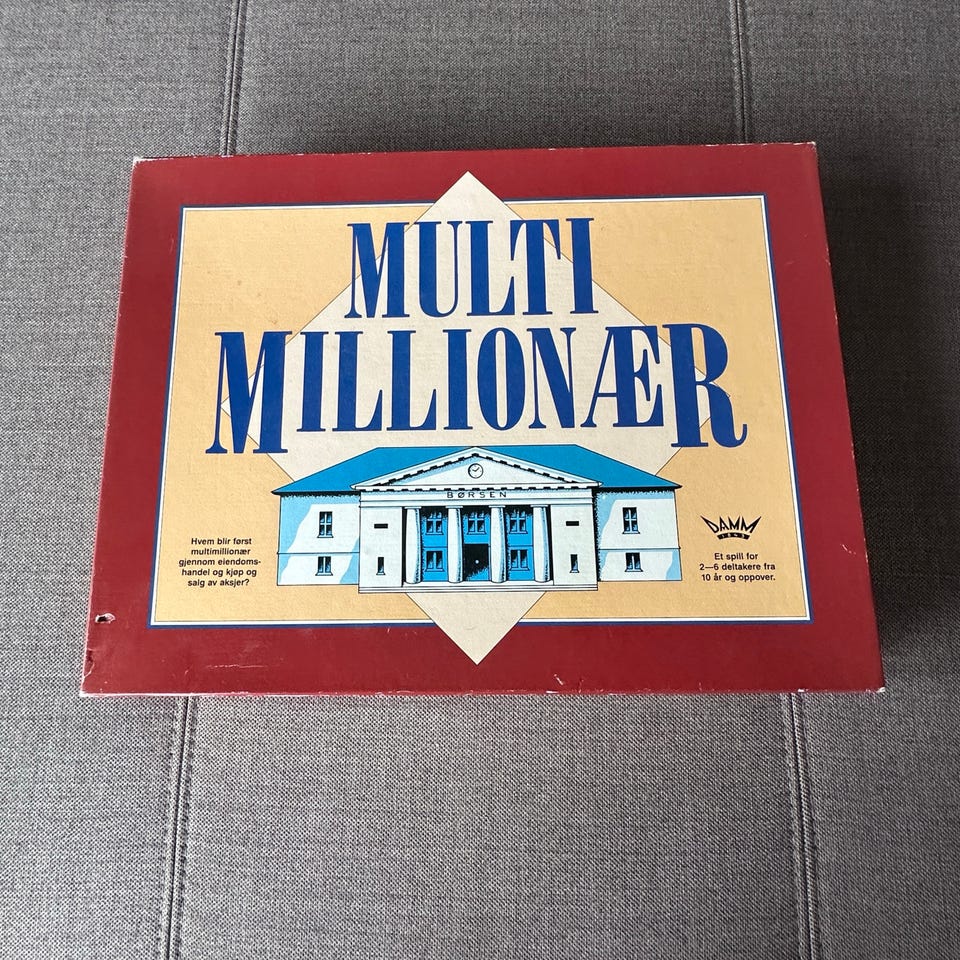 MULTI
MILLIONÆR
BØRSEN
Hvem blir først
multimillionær
gjennom eiendoms-
handel og kjøp og
salg av aksjer?
DAMM
1843
Et spill for
2—6 deltakere fra
10 år og oppover.